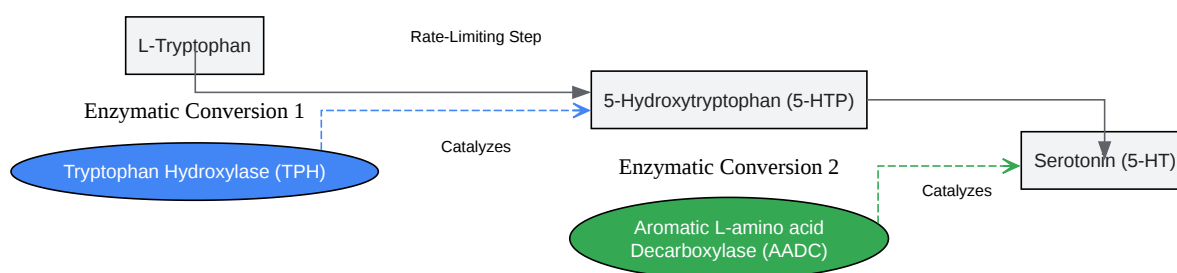 L-Tryptophan
Rate-Limiting Step
Enzymatic Conversion 1
5-Hydroxytryptophan (5-HTP)
Catalyzes
Tryptophan Hydroxylase (TPH)
Enzymatic Conversion 2
Serotonin (5-HT)
Catalyzes
Aromatic L-amino acid
Decarboxylase (AADC)